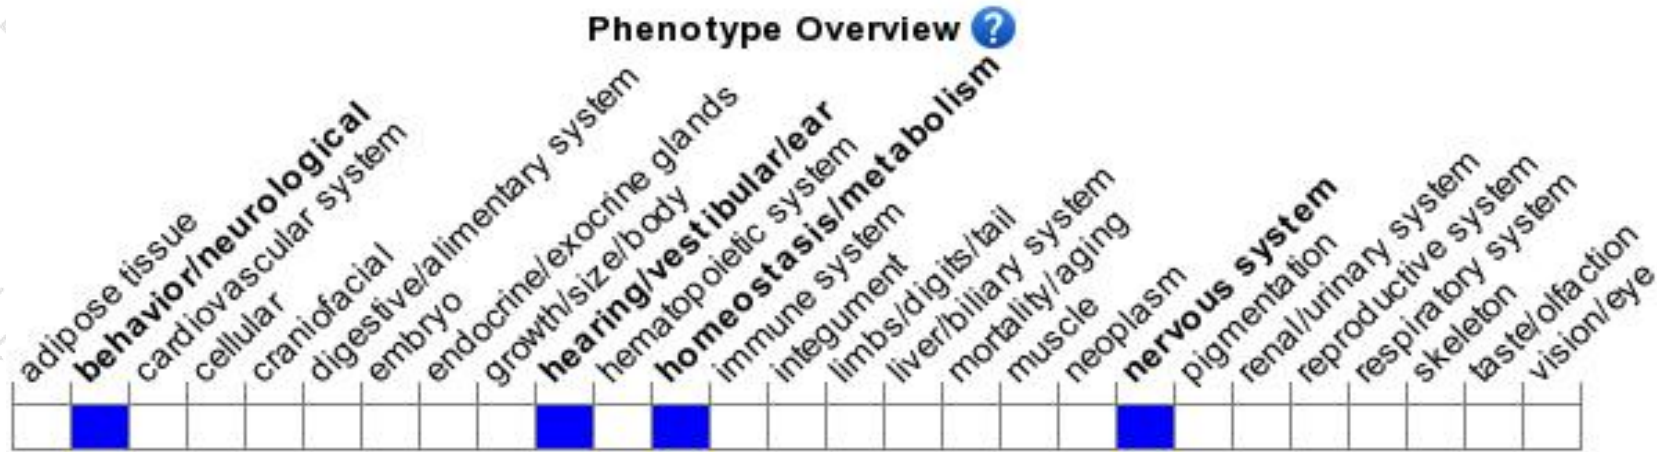 Phenotype Overview ?
adipose tissue
behavior/neurological
cardiovascular system
cellular
craniofacial
digestive/alimentary system
embryo
endocrine/exocrine glands
growth/size/body
hearing/vestibular/ear
hematopoietic system
homeostasis/metabolism
immune system
integument
limbs/digits/tail
liver/biliary system
mortality/aging
muscle
neoplasm
nervous system
pigmentation
renal/urinary system
reproductive system
respiratory system
skeleton
taste/olfaction
vision/eye